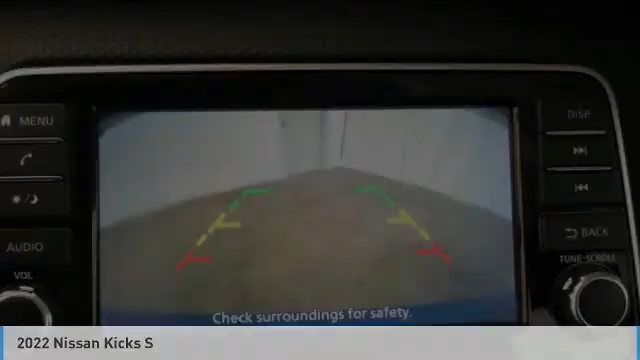 MENU
AUDIO
VOL
DISP
BACK
TUNE·SCROLL
Check surroundings for safety.
2022 Nissan Kicks S